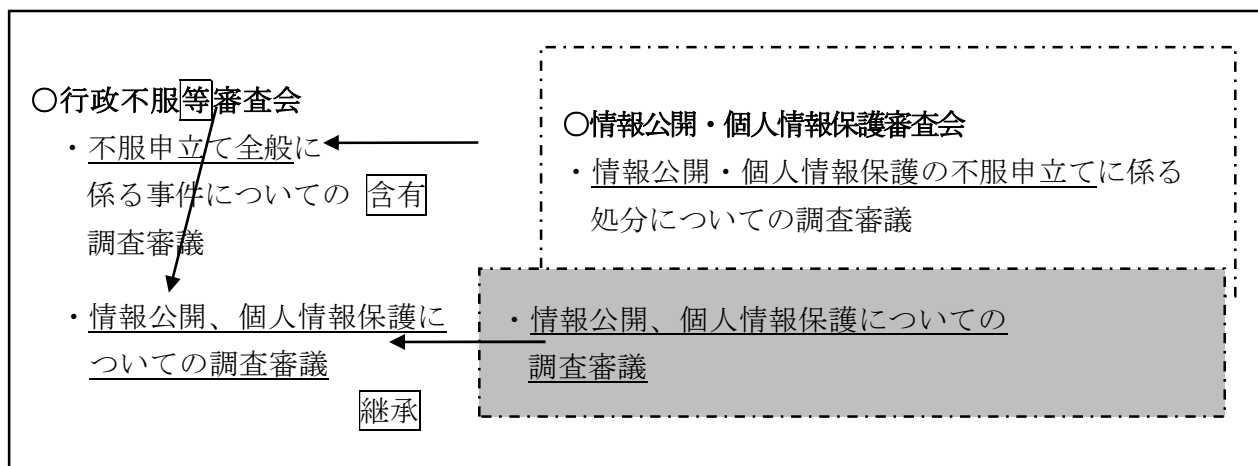 〇行政不服等審査会
・不服申立て全般に
係る事件についての 含有
調査審議
・情報公開、個人情報保護に
ついての調査審議
継承
〇情報公開・個人情報保護審査会
・情報公開・個人情報保護の不服申立てに係る
処分についての調査審議
・情報公開、個人情報保護についての
調査審議